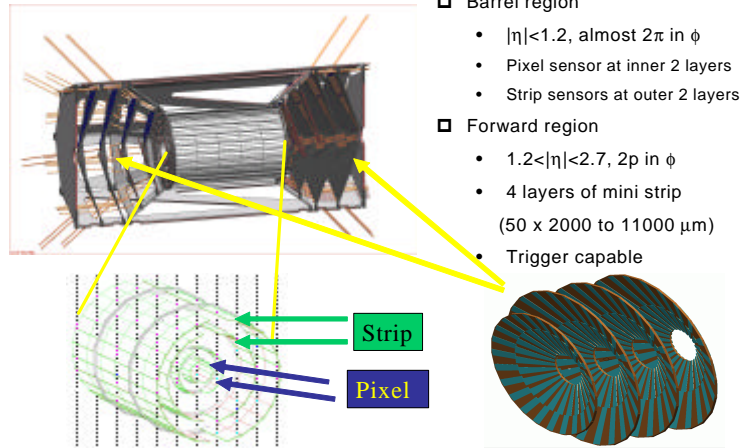 Barrel region
• |η|<1.2, almost 2π in ϕ
• Pixel sensor at inner 2 layers
• Strip sensors at outer 2 layers
Forward region
• 1.2<|η|<2.7, 2p in ϕ
• 4 layers of mini strip
(50 x 2000 to 11000 μm)
• Trigger capable
Strip
Pixel